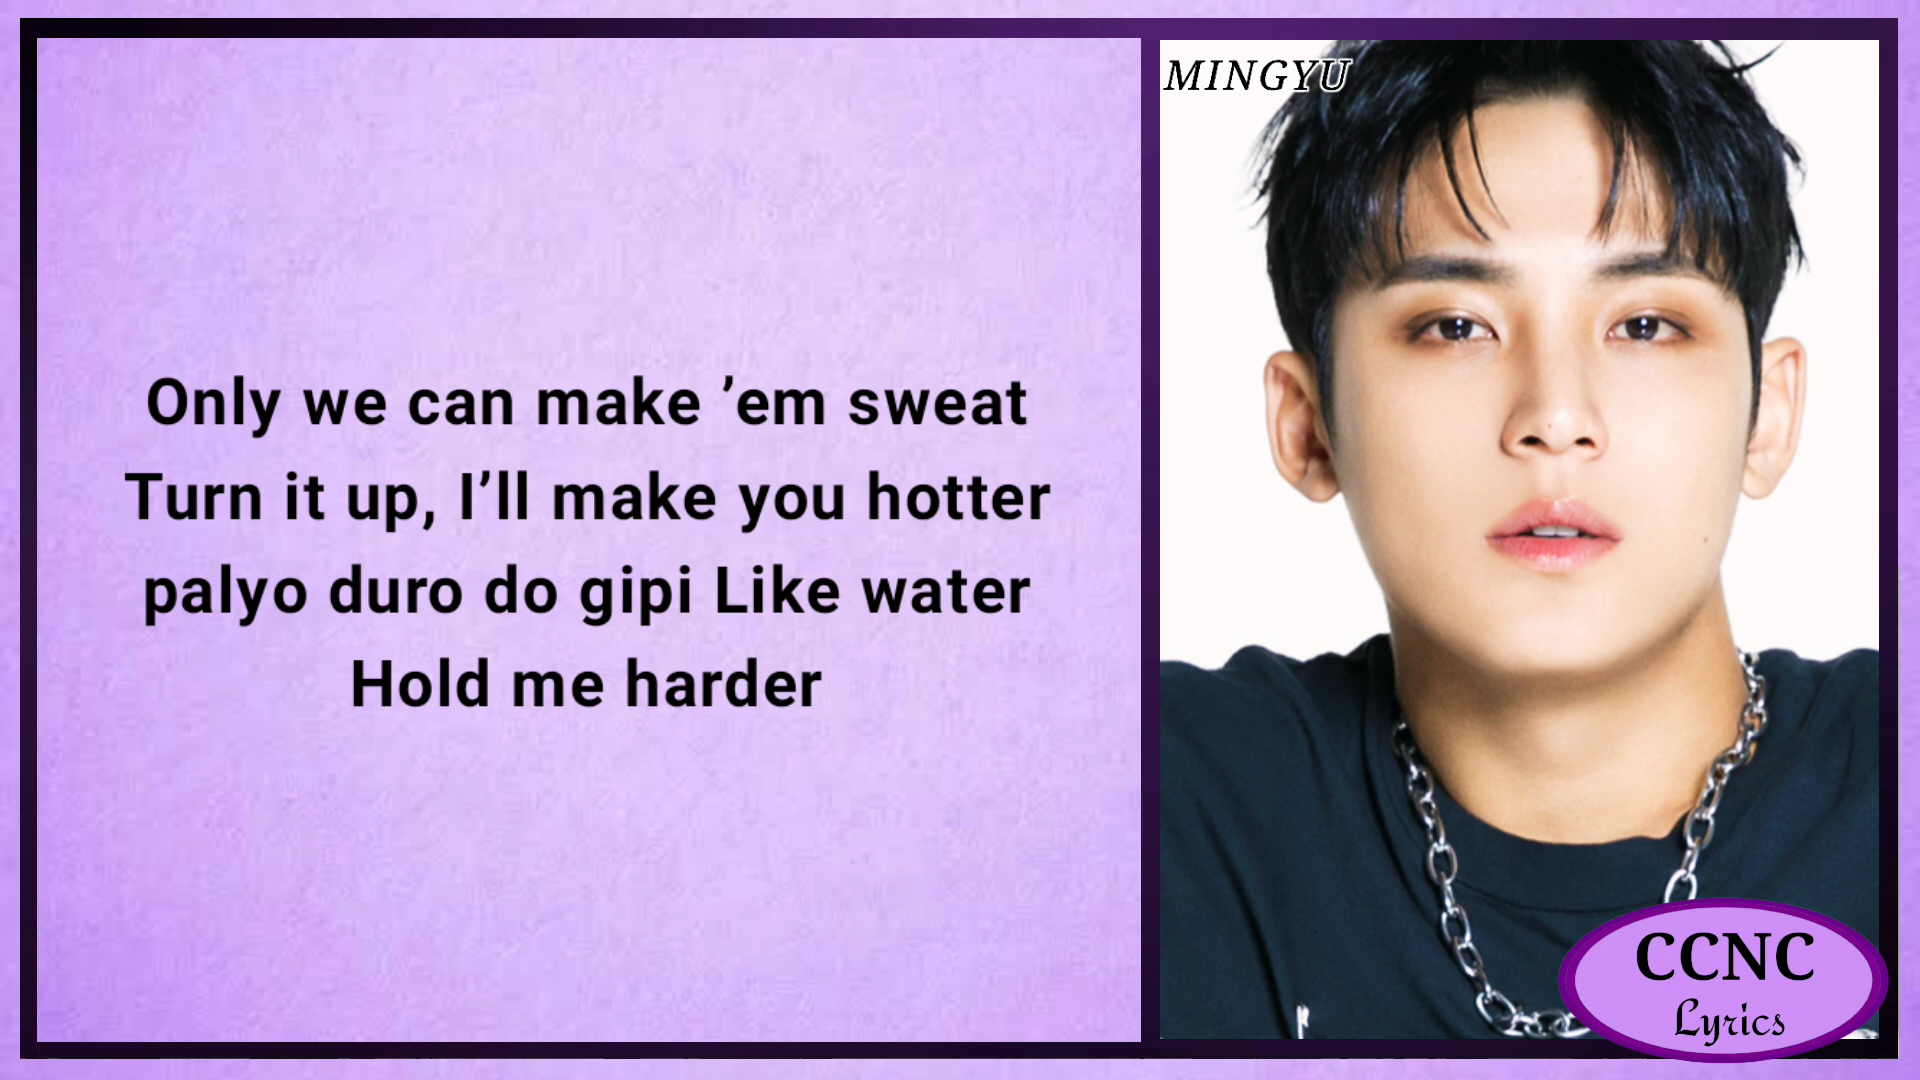 MINGYU
Only we can make ’em sweat
Turn it up, I’ll make you hotter
palyo duro do gipi Like water
Hold me harder
CCNC
Lyrics